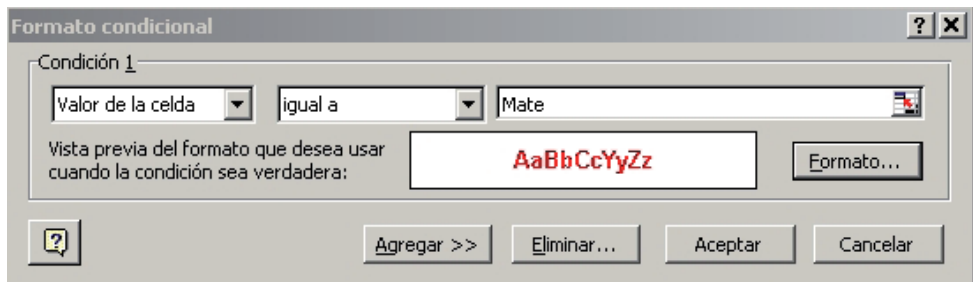 Formato condicional
Condición 1
Valor de la celda igual a Mate
Vista previa del formato que desea usar
cuando la condición sea verdadera:
AaBbCcYyZz
Formato...
Agregar >> Eliminar... Aceptar Cancelar